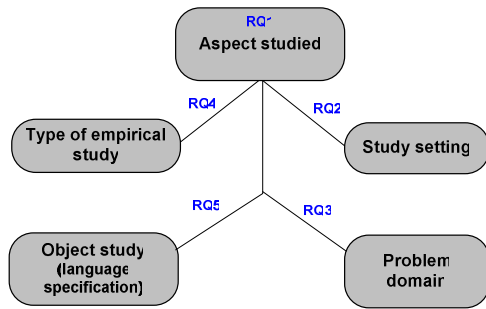 RQ1
Aspect studied
RQ4
RQ2
Type of empirical
study
Study setting
RQ5
RQ3
Object study
(language
specification)
Problem
domain